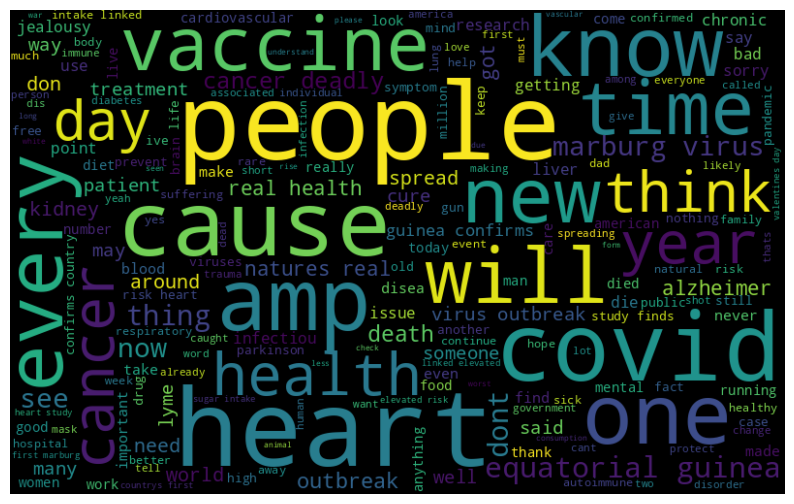 intake linked
cardiovascular
war
please
america
come
confirmed
vascular
chronic
much
jealousy
body
look
research
first
must
know
say
way
immune
vaccine
mind
love
among
everyone
bad
person
use
live
cancer deadly
lung
help
got
called
sorry
don
dis
treatment
associated
individual
symptom
getting
understand
time
pandemic
long
diabetes
million
keep
give
free
day
ive
life
people
infection
due
marburg virus
white
point
brain
rare
diet
prevent
really
short
rise
spread
making
dad
likely
seen
yeah
make
liver
new
think
valentines day
patient
suffering
real health
cure
deadly
gun
nothing
kidney
yes
cause
guinea confirms
american
family
number
dead
today
event
spreading
year
thats
every
may
viruses
trauma
care
form
confirms country
blood
natures real
old
will
man
natural
risk
around
disea
died
alzheimer
risk heart
amp
issue
die
public
shot
still
thing
virus outbreak
study finds
respiratory
caught
infectiou
death
another
never
cancer
now
word
parkinson
someone
continue
hope
lot
covid
take
already
less
check
linked elevated
even
mental
fact
running
see
week
drug
health
food
find
sick
heart study
lyme
sugar intake
want
elevated risk
dont
government
healthy
good
mask
important
need
human
heart
said
one
case
change
hospital
animal
anything
thank
cant
protect
many
better
tell
away
world
well
made
first marburg
women
work
countrys first
high
outbreak
equatorial guinea
consumption
worst
autoimmune
two
disorder